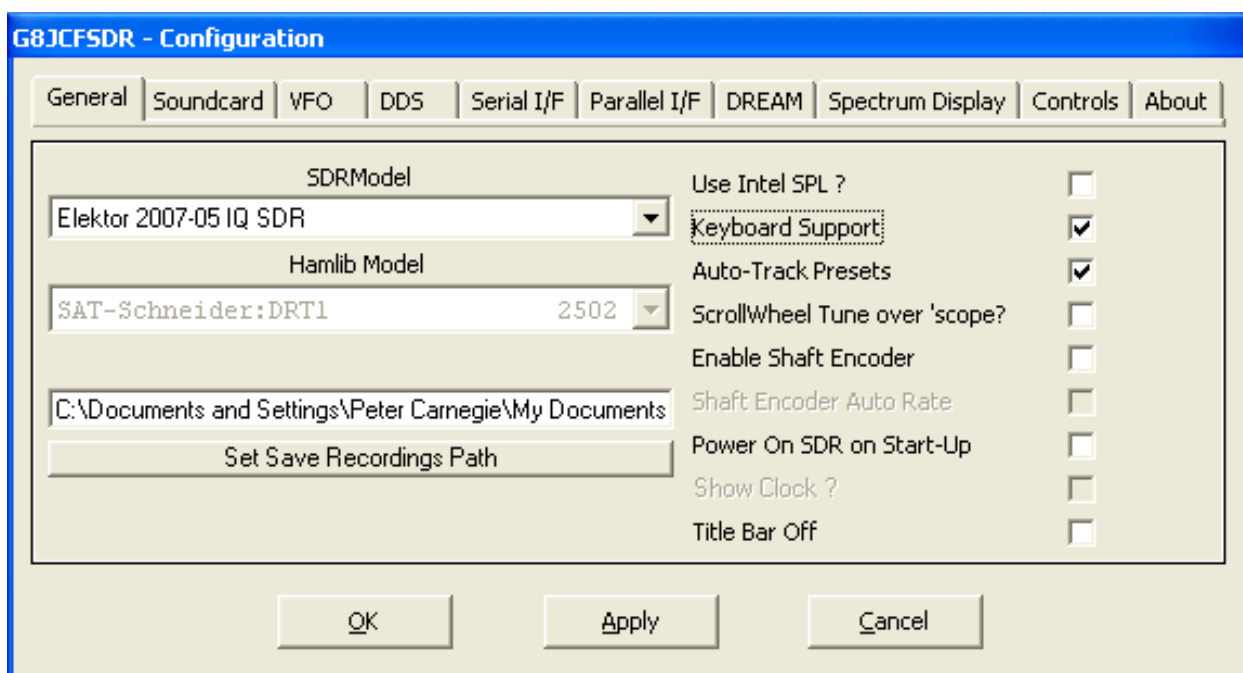 G8JCFSDR - Configuration
General Soundcard VFO DDS Serial I/F Parallel I/F DREAM Spectrum Display Controls About
SDRModel
Elektor 2007-05 IQ SDR
Hamlib Model
SAT-Schneider:DRT1 2502
C:\Documents and Settings\Peter Carnegie\My Documents
Set Save Recordings Path
Use Intel SPL ?
Keyboard Support
Auto-Track Presets
ScrollWheel Tune over 'scope?
Enable Shaft Encoder
Shaft Encoder Auto Rate
Power On SDR on Start-Up
Show Clock ?
Title Bar Off
OK Apply Cancel